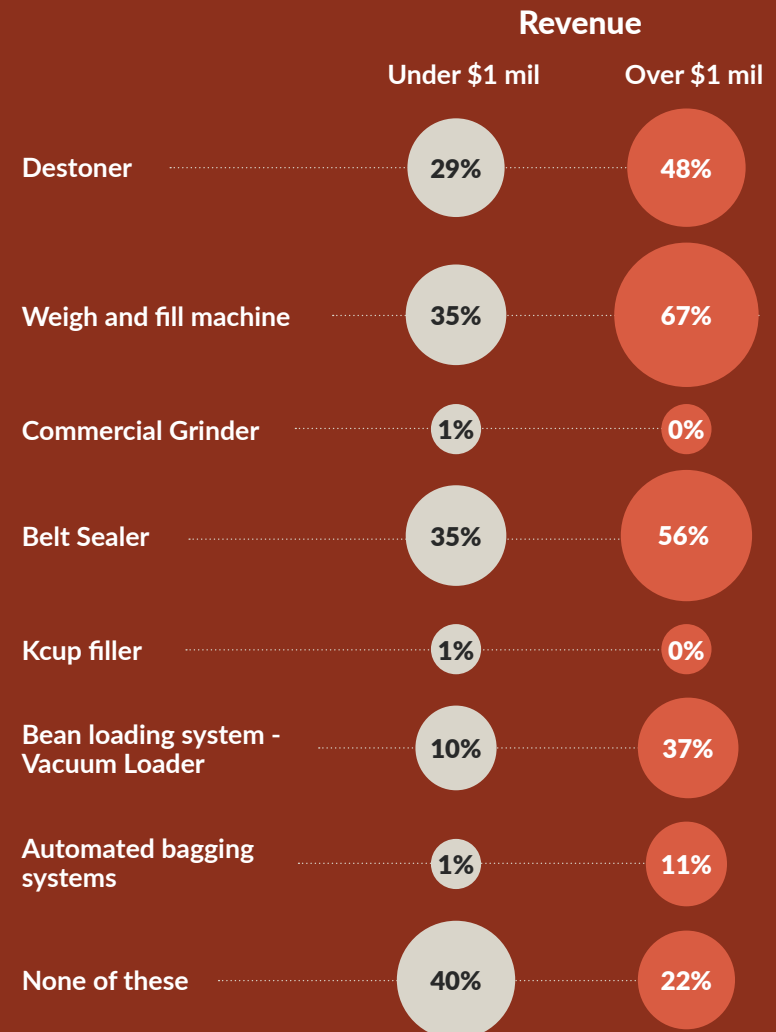 Revenue
Under $1 mil Over $1 mil
Destoner 29% 48%
Weigh and fill machine 35% 67%
Commercial Grinder 1% 0%
Belt Sealer 35% 56%
Kcup filler 1% 0%
Bean loading system -
Vacuum Loader 10% 37%
Automated bagging
systems 1% 11%
None of these 40% 22%